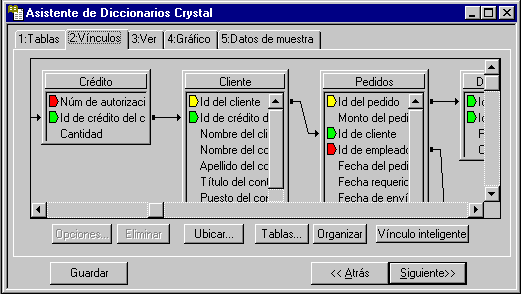 Asistente de Diccionarios Crystal
1:Tablas 2:Vínculos 3:Ver 4:Gráfico 5:Datos de muestra
Crédito
Núm de autorizaci
Id de crédito del c
Cantidad
Cliente
Id del cliente
Id de crédito d
Nombre del cli
Nombre del co
Apellido del co
Título del cont
Puesto del cor
Pedidos
Id del pedido
Monto del pedi
Id de cliente
Id de empleado
Fecha del pedi
Fecha requerio
Fecha de enví
D
Id
Id
Opciones... Eliminar Ubicar... Tablas... Organizar Vínculo inteligente
Guardar << Atrás Siguiente>>